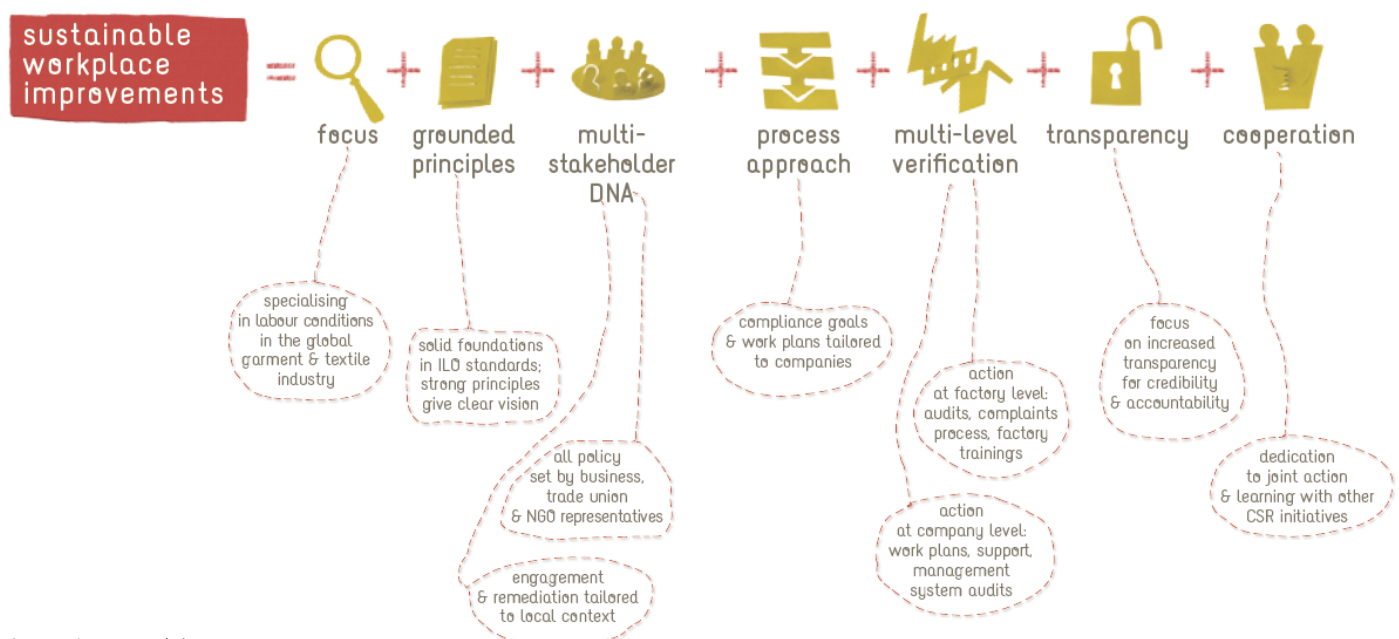 sustainable
workplace
improvements
=
+
+
+
+
+
+
focus
grounded
principles
multi-
stakeholder
DNA
process
approach
multi-level
verification
transparency
cooperation
specialising
in labour conditions
in the global
garment & textile
industry
solid foundations
in ILO standards;
strong principles
give clear vision
all policy
set by business,
trade union
& NGO representatives
engagement
& remediation tailored
to local context
compliance goals
& work plans tailored
to companies
action
at factory level:
audits, complaints
process, factory
trainings
action
at company level:
work plans, support,
management
system audits
focus
on increased
transparency
for credibility
& accountability
dedication
to joint action
& learning with other
CSR initiatives